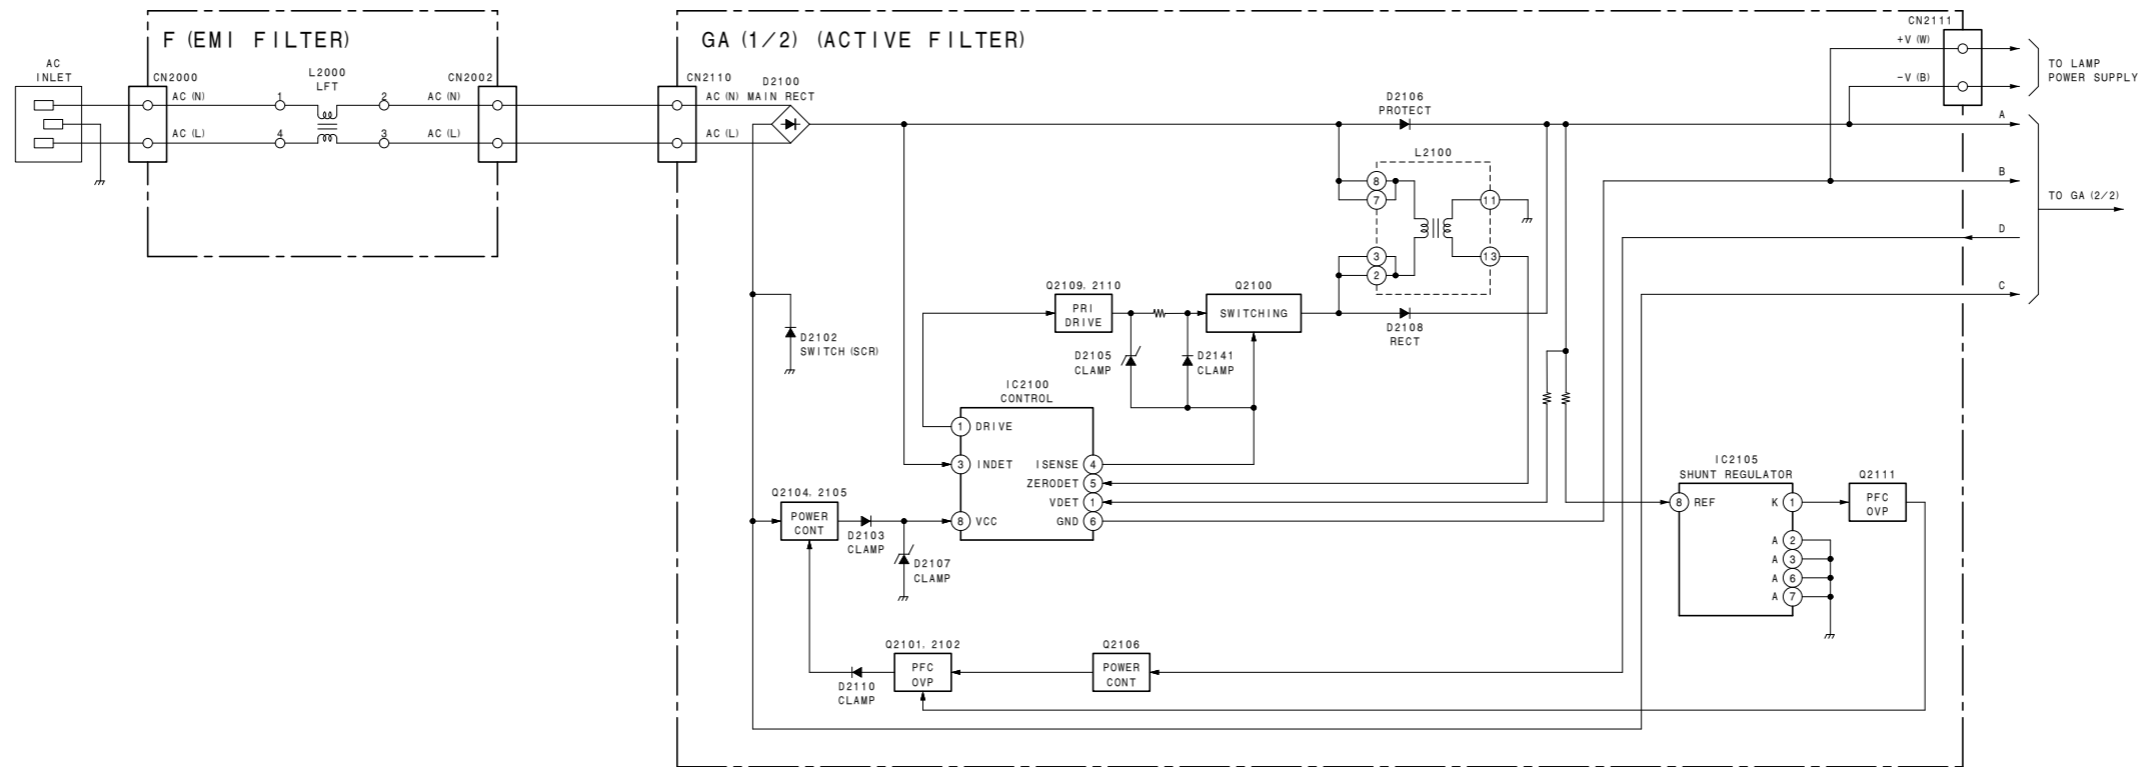 F (EMI FILTER)
AC
INLET
CN2000
L2000
LFT
CN2002
AC (N)
1
2
AC (N)
AC (L)
4
3
AC (L)
GA (1/2) (ACTIVE FILTER)
CN2110
D2100
AC (N) MAIN RECT
AC (L)
D2106
PROTECT
CN2111
+V (W)
-V (B)
TO LAMP
POWER SUPPLY
A
B
D
C
TO GA (2/2)
L2100
8
7
11
3
2
13
D2102
SWITCH (SCR)
Q2109, 2110
PRI
DRIVE
Q2100
SWITCHING
D2108
RECT
D2105
CLAMP
D2141
CLAMP
IC2100
CONTROL
1 DRIVE
3 INDET
ISENSE 4
ZERODET 5
VDET 1
8 VCC
GND 6
Q2104, 2105
POWER
CONT
D2103
CLAMP
D2107
CLAMP
IC2105
SHUNT REGULATOR
8 REF
K 1
A 2
A 3
A 6
A 7
Q2111
PFC
OVP
Q2101, 2102
PFC
OVP
D2110
CLAMP
Q2106
POWER
CONT